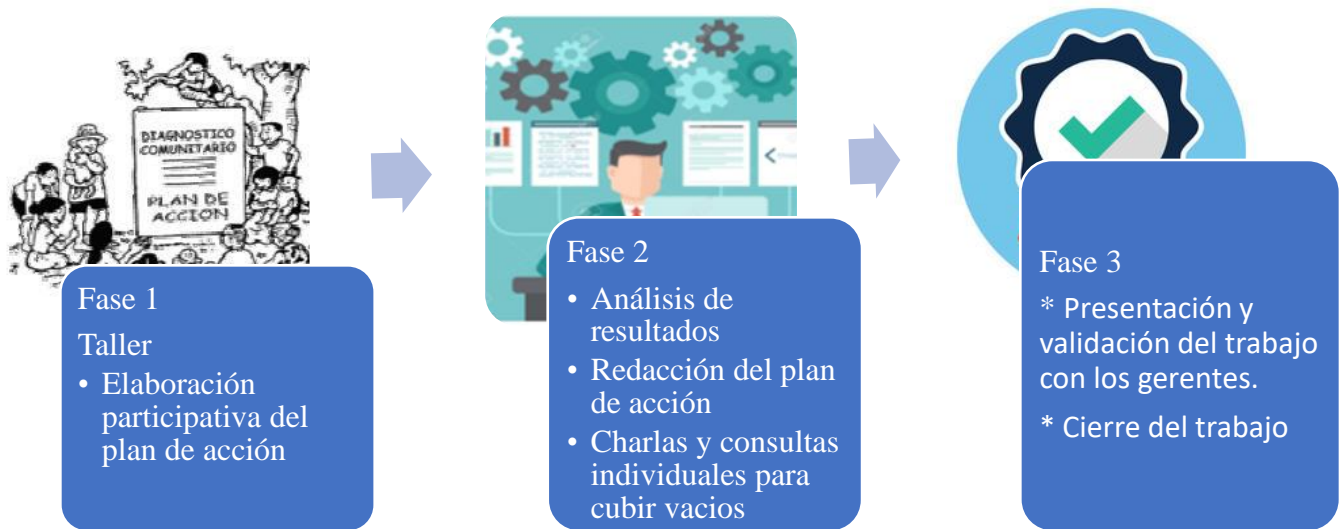 DIAGNOSTICO
COMUNITARIO
PLAN DE
ACCION
Fase 1
Taller
• Elaboración
participativa del
plan de acción
Fase 2
• Análisis de
resultados
• Redacción del plan
de acción
• Charlas y consultas
individuales para
cubir vacios
Fase 3
* Presentación y
validación del trabajo
con los gerentes.
* Cierre del trabajo